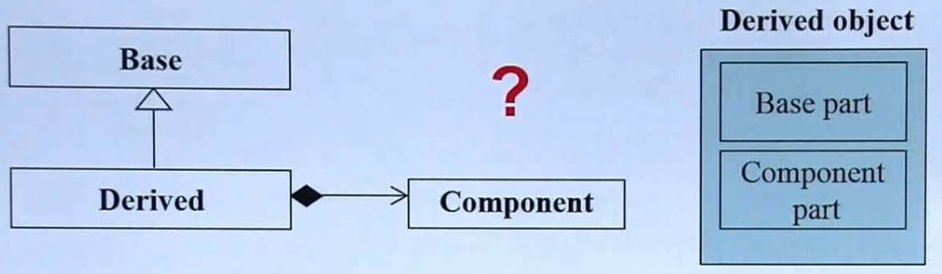 Derived object
Base
?
Base part
Derived
Component
Component
part